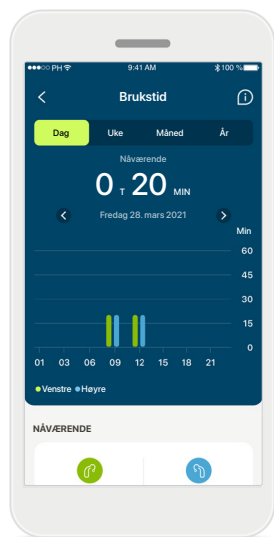 PH 9:41 AM 100 %
Brukstid
Dag Uke Måned År
Nåværende
0 T 20 MIN
Fredag 28. mars 2021
Min
60
45
30
15
0
01 03 06 09 12 15 18 21
Venstre Høyre
NÅVÆRENDE